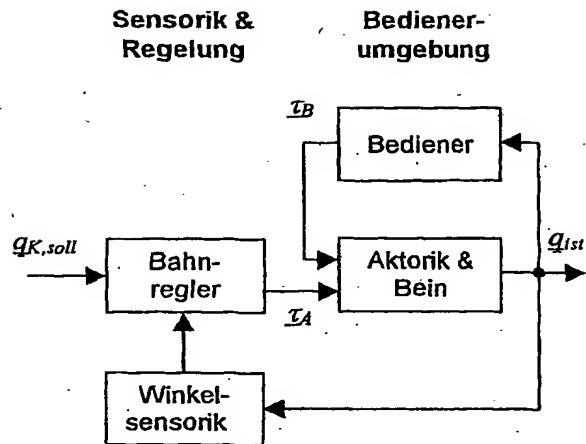 Sensorik &
Regelung
Bediener-
umgebung
τB
Bediener
qK,soll
Bahn-
regler
τA
Aktorik &
Bein
qist
Winkel-
sensorik